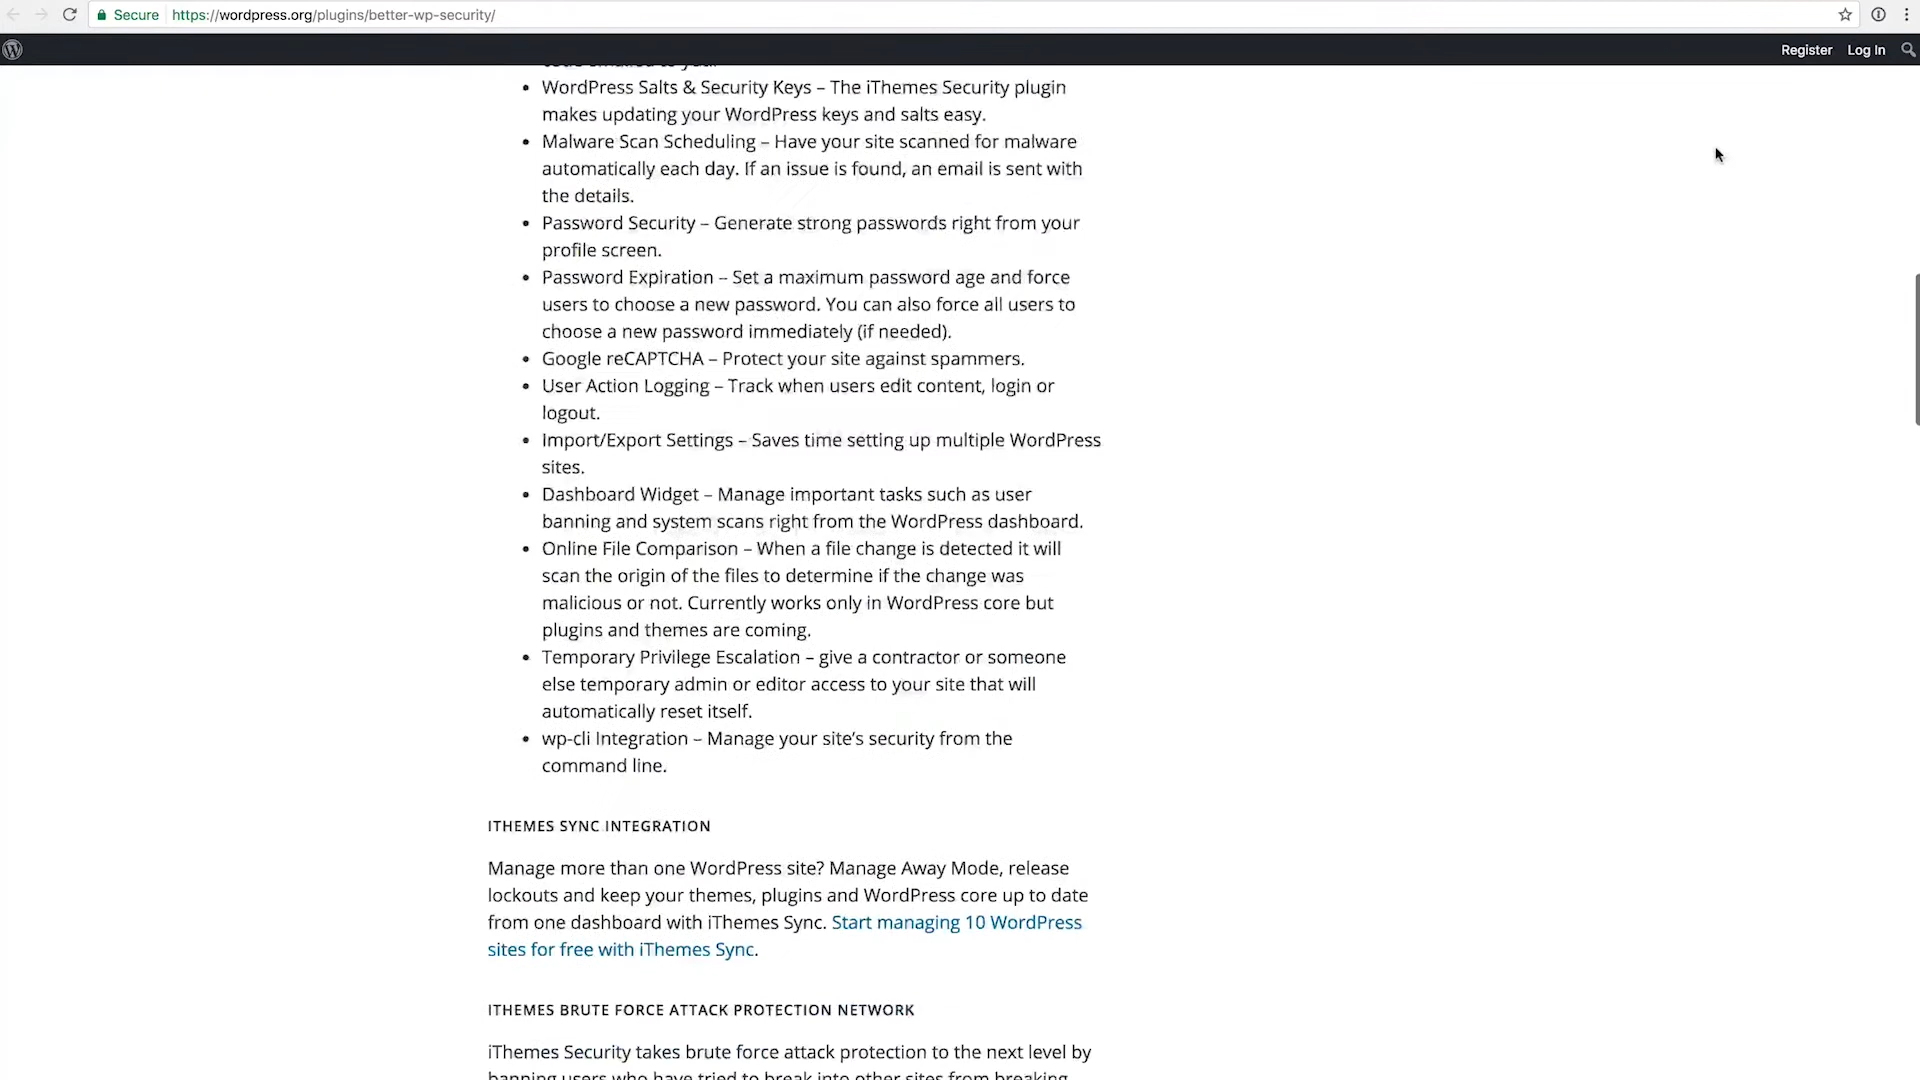 Secure https://wordpress.org/plugins/better-wp-security/
Register Log In
• WordPress Salts & Security Keys – The iThemes Security plugin
makes updating your WordPress keys and salts easy.
• Malware Scan Scheduling – Have your site scanned for malware
automatically each day. If an issue is found, an email is sent with
the details.
• Password Security – Generate strong passwords right from your
profile screen.
• Password Expiration – Set a maximum password age and force
users to choose a new password. You can also force all users to
choose a new password immediately (if needed).
• Google reCAPTCHA – Protect your site against spammers.
• User Action Logging – Track when users edit content, login or
logout.
• Import/Export Settings – Saves time setting up multiple WordPress
sites.
• Dashboard Widget – Manage important tasks such as user
banning and system scans right from the WordPress dashboard.
• Online File Comparison – When a file change is detected it will
scan the origin of the files to determine if the change was
malicious or not. Currently works only in WordPress core but
plugins and themes are coming.
• Temporary Privilege Escalation – give a contractor or someone
else temporary admin or editor access to your site that will
automatically reset itself.
• wp-cli Integration – Manage your site’s security from the
command line.
ITHEMES SYNC INTEGRATION
Manage more than one WordPress site? Manage Away Mode, release
lockouts and keep your themes, plugins and WordPress core up to date
from one dashboard with iThemes Sync. Start managing 10 WordPress
sites for free with iThemes Sync.
ITHEMES BRUTE FORCE ATTACK PROTECTION NETWORK
iThemes Security takes brute force attack protection to the next level by
banning users who have tried to break into other sites from breaking